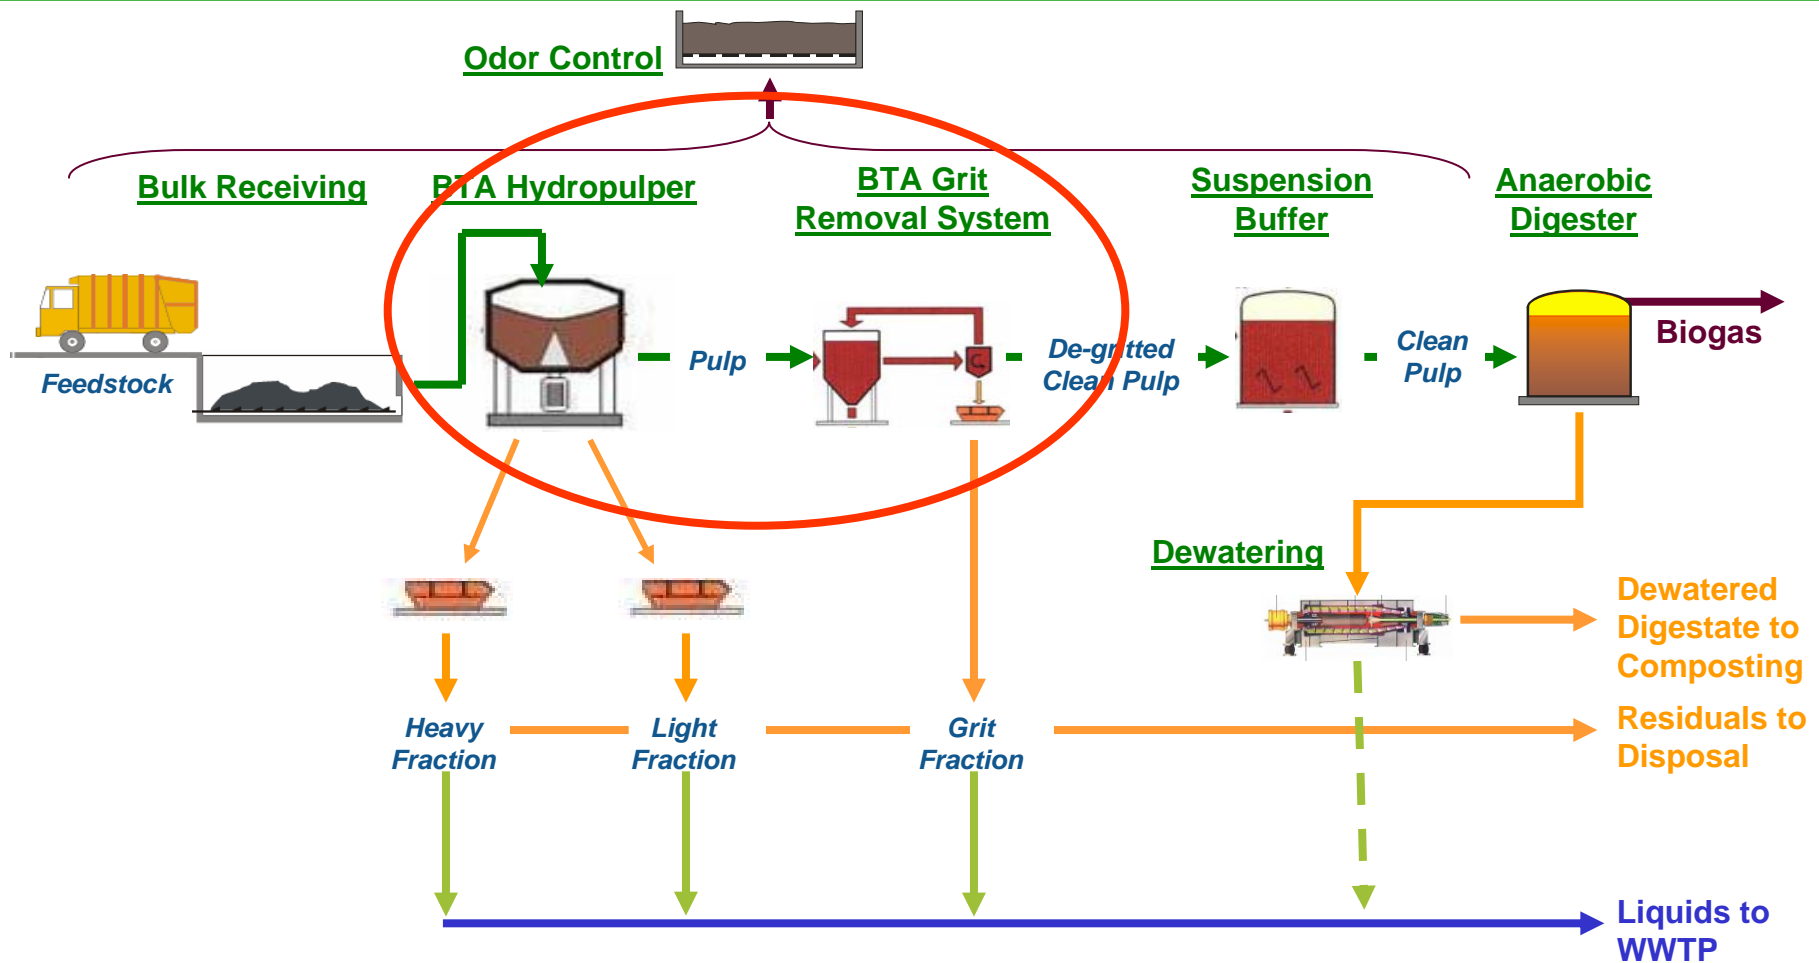 Odor Control
Bulk Receiving
BTA Hydropulper
BTA Grit
Removal System
Suspension
Buffer
Anaerobic
Digester
Feedstock
Pulp
De-gritted
Clean Pulp
Clean
Pulp
Biogas
Dewatering
Dewatered
Digestate to
Composting
Heavy
Fraction
Light
Fraction
Grit
Fraction
Residuals to
Disposal
Liquids to
WWTP